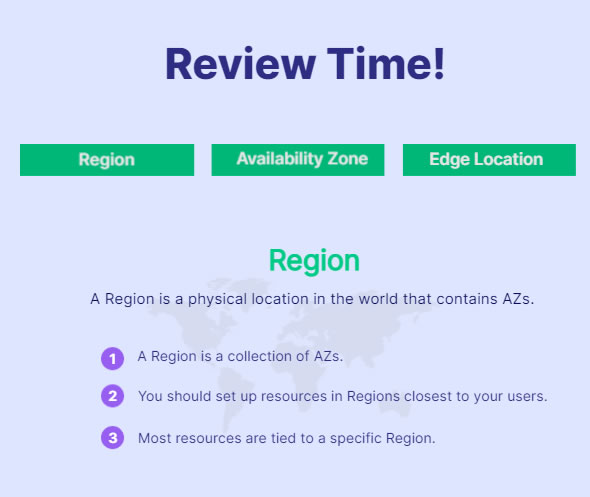 Review Time!
Region
Availability Zone
Edge Location
Region
A Region is a physical location in the world that contains AZs.
1 A Region is a collection of AZs.
2 You should set up resources in Regions closest to your users.
3 Most resources are tied to a specific Region.